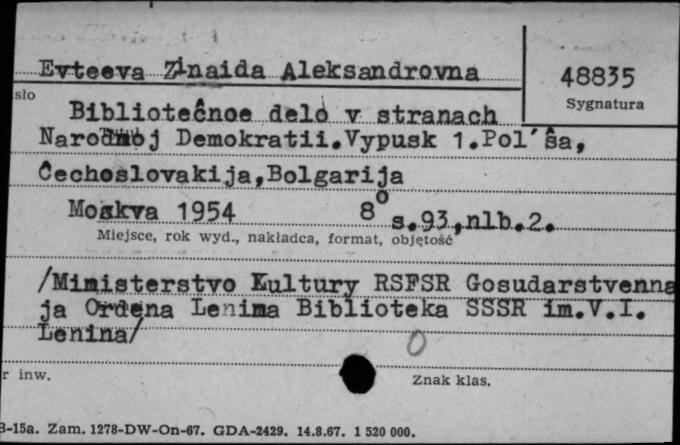 Evteeva Zinaida Aleksandrovna
48835
Sygnatura
sło
Bibliotečnoe delo v stranach
Narodnoj Demokratii.Vypusk 1.Pol'ša,
Čechoslovakija,Bolgarija
Moskva 1954 8° s.93,nlb.2.
Miejsce, rok wyd., nakładca, format, objętość
/Ministerstvo Kultury RSFSR Gosudarstvenna
ja Ordena Lenina Biblioteka SSSR im.V.I.
Lenina/
0
r inw.
Znak klas.
3-15a. Zam. 1278-DW-On-67. GDA-2429. 14.8.67. 1 520 000.